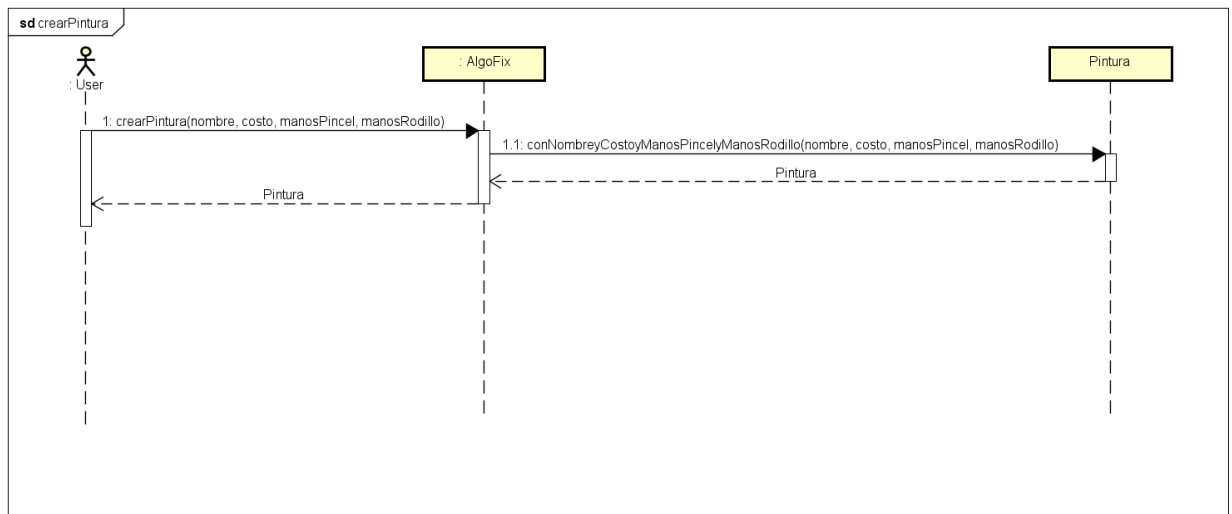 sd crearPintura
: User
: AlgoFix
Pintura
1: crearPintura(nombre, costo, manosPincel, manosRodillo)
1.1: conNombreyCostoyManosPincelyManosRodillo(nombre, costo, manosPincel, manosRodillo)
Pintura
Pintura